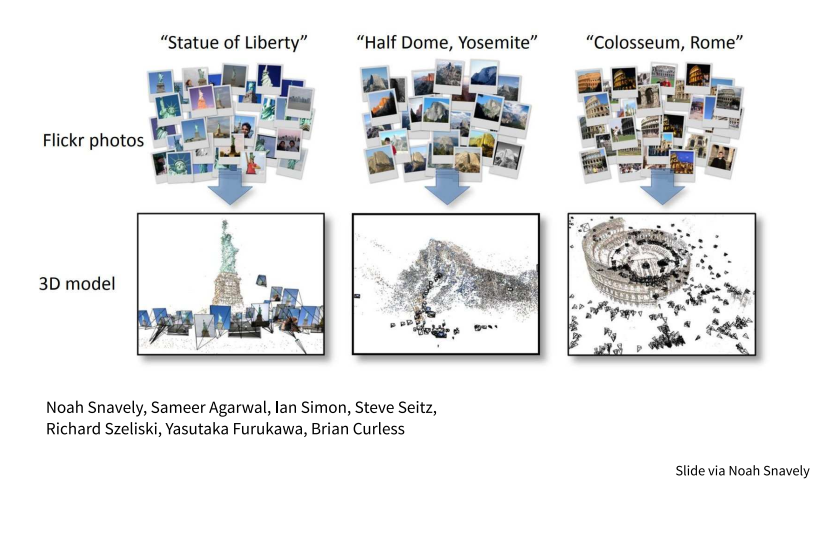 “Statue of Liberty”
“Half Dome, Yosemite”
“Colosseum, Rome”
Flickr photos
3D model
Noah Snavely, Sameer Agarwal, Ian Simon, Steve Seitz,
Richard Szeliski, Yasutaka Furukawa, Brian Curless
Slide via Noah Snavely